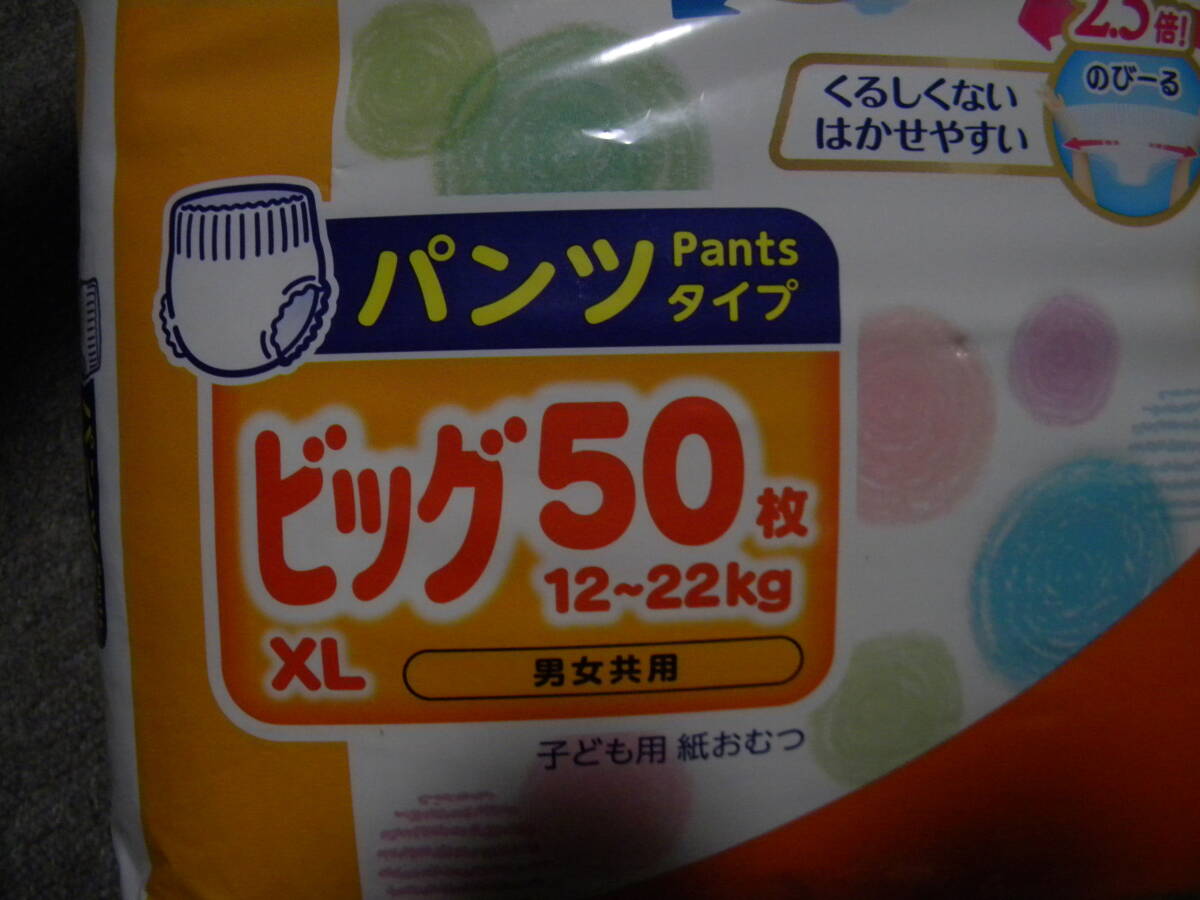 2.5倍!
のびーる
くるしくない
はかせやすい
パンツ Pants
タイプ
ビッグ50枚
12~22kg
XL 男女共用
子ども用 紙おむつ